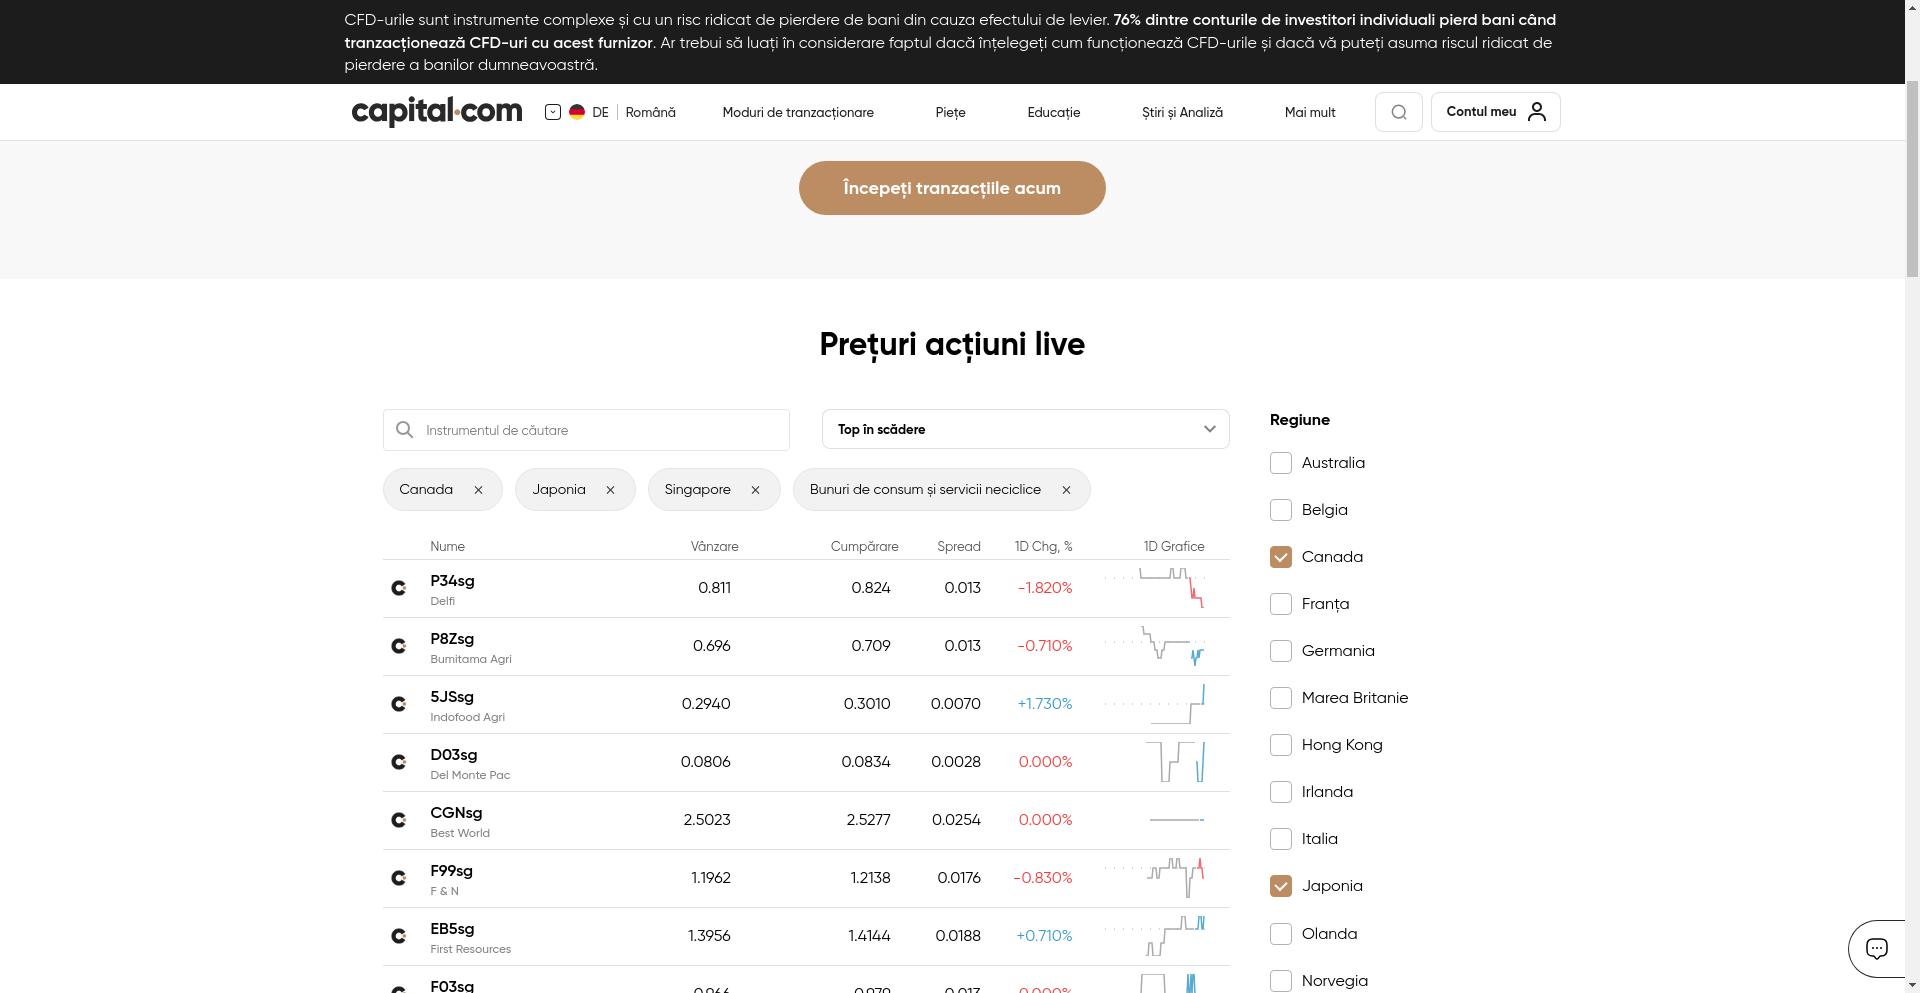 CFD-urile sunt instrumente complexe și cu un risc ridicat de pierdere de bani din cauza efectului de levier. 76% dintre conturile de investitori individuali pierd bani când
tranzacționează CFD-uri cu acest furnizor. Ar trebui să luați în considerare faptul dacă înțelegeți cum funcționează CFD-urile și dacă vă puteți asuma riscul ridicat de
pierdere a banilor dumneavoastră.
capital.com DE Română Moduri de tranzacționare Piețe Educație Știri și Analiză Mai mult Contul meu
Începeți tranzacțiile acum
Prețuri acțiuni live
Instrumentul de căutare Top în scădere
Canada Japonia Singapore Bunuri de consum și servicii neciclice
Nume Vânzare Cumpărare Spread 1D Chg, % 1D Grafice
P34sg 0.811 0.824 0.013 -1.820%
Delfi
P8Zsg 0.696 0.709 0.013 -0.710%
Bumitama Agri
5JSsg 0.2940 0.3010 0.0070 +1.730%
Indofood Agri
D03sg 0.0806 0.0834 0.0028 0.000%
Del Monte Pac
CGNsg 2.5023 2.5277 0.0254 0.000%
Best World
F99sg 1.1962 1.2138 0.0176 -0.830%
F & N
EB5sg 1.3956 1.4144 0.0188 +0.710%
First Resources
F03sg 0.966 0.979 0.013 0.000%
Regiune
Australia
Belgia
Canada
Franța
Germania
Marea Britanie
Hong Kong
Irlanda
Italia
Japonia
Olanda
Norvegia